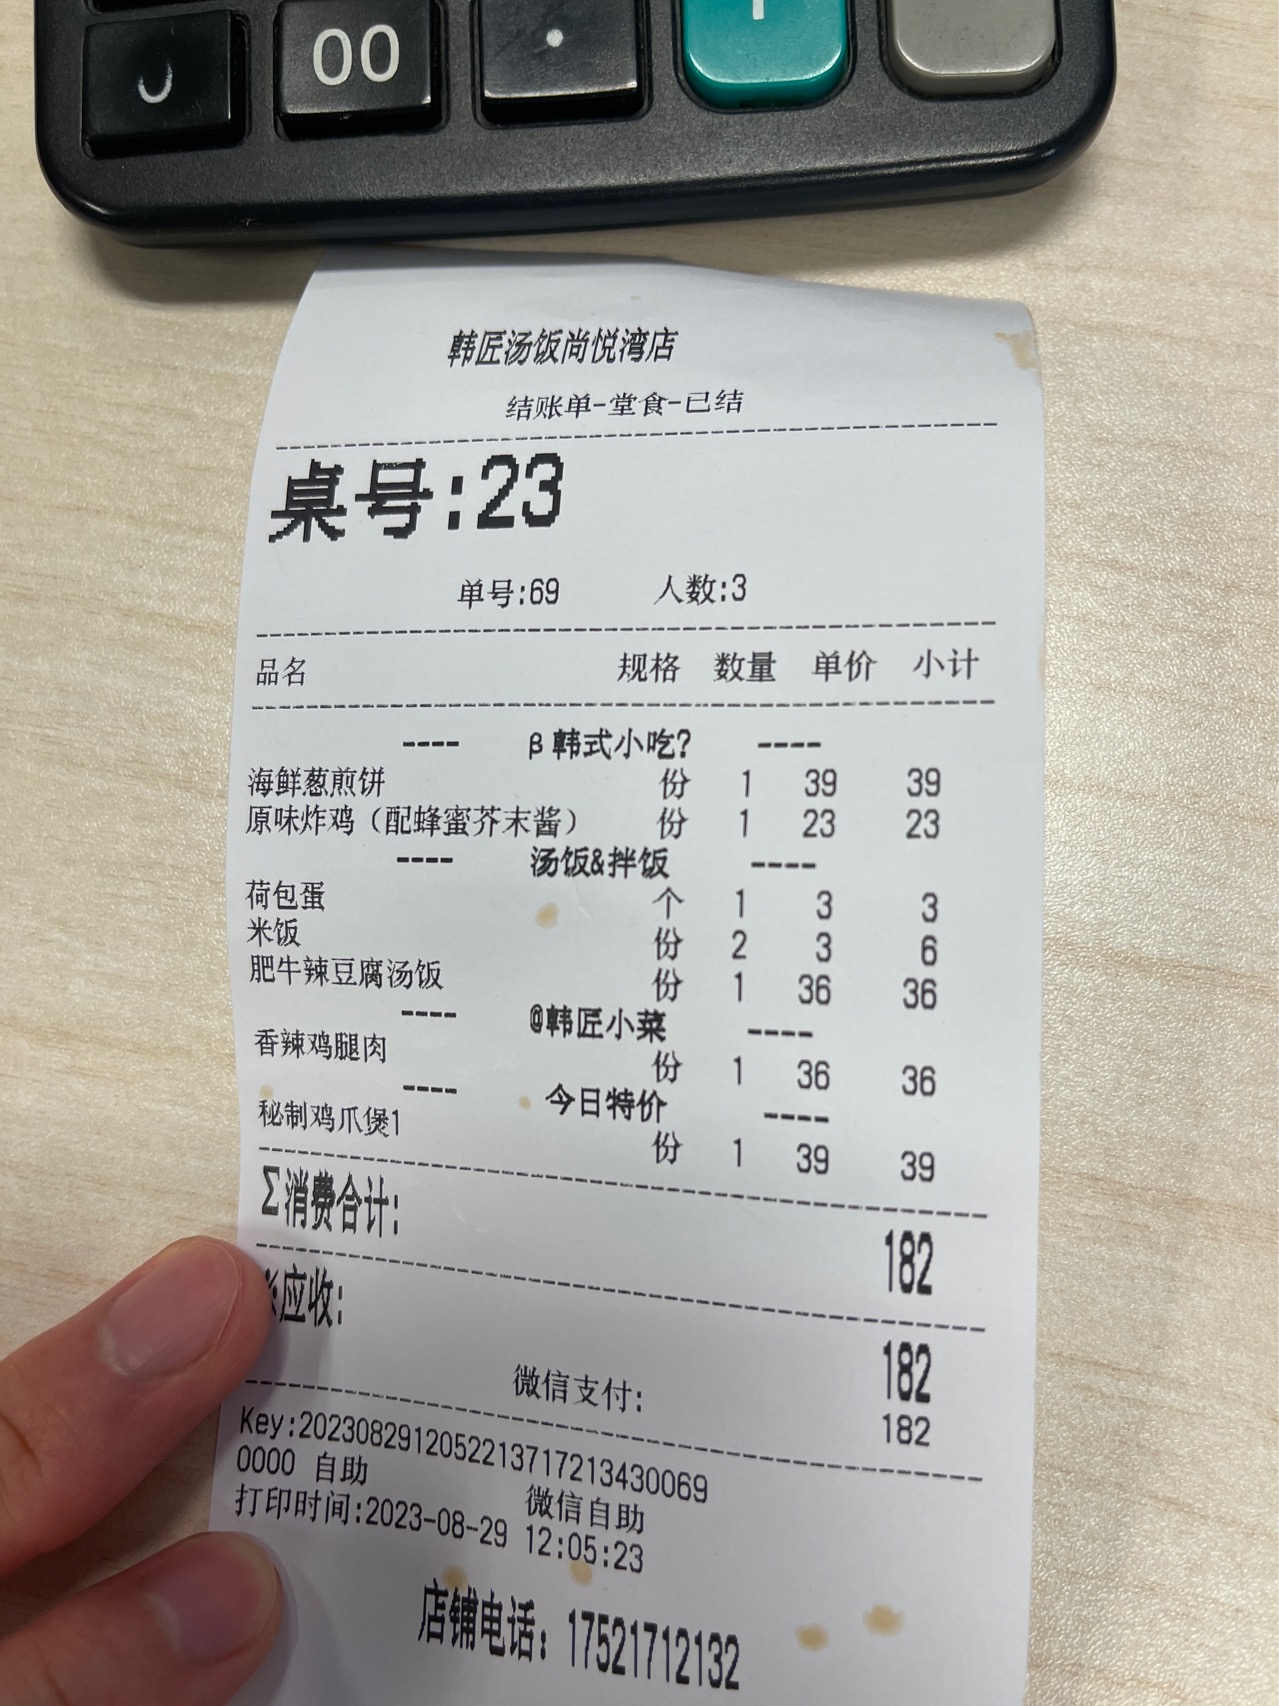 00
韩匠汤饭尚悦湾店
结账单-堂食-已结
桌号:23
单号:69 人数:3
品名 规格 数量 单价 小计
---- β韩式小吃? ----
海鲜葱煎饼 份 1 39 39
原味炸鸡（配蜂蜜芥末酱） 份 1 23 23
---- 汤饭&拌饭 ----
荷包蛋 个 1 3 3
米饭 份 2 3 6
肥牛辣豆腐汤饭 份 1 36 36
---- @韩匠小菜 ----
香辣鸡腿肉 份 1 36 36
---- 今日特价 ----
秘制鸡爪煲1 份 1 39 39
Σ消费合计: 182
※应收: 182
微信支付: 182
Key:20230829120522137172134300​69
0000 自助 微信自助
打印时间:2023-08-29 12:05:23
店铺电话: 17521712132